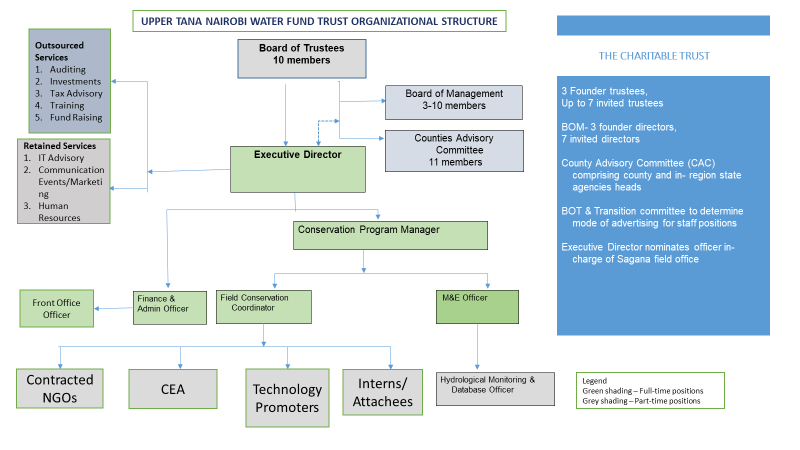 UPPER TANA NAIROBI WATER FUND TRUST ORGANIZATIONAL STRUCTURE
Outsourced
Services
1. Auditing
2. Investments
3. Tax Advisory
4. Training
5. Fund Raising
Board of Trustees
10 members
Board of Management
3-10 members
Counties Advisory
Committee
11 members
Retained Services
1. IT Advisory
2. Communication
Events/Marketi
ng
3. Human
Resources
Executive Director
Conservation Program Manager
Front Office
Officer
Finance &
Admin Officer
Field Conservation
Coordinator
M&E Officer
Contracted
NGOs
CEA
Technology
Promoters
Interns/
Attachees
Hydrological Monitoring &
Database Officer
THE CHARITABLE TRUST
3 Founder trustees,
Up to 7 invited trustees
BOM- 3 founder directors,
7 invited directors
County Advisory Committee (CAC)
comprising county and in- region state
agencies heads
BOT & Transition committee to determine
mode of advertising for staff positions
Executive Director nominates officer in-
charge of Sagana field office
Legend
Green shading – Full-time positions
Grey shading – Part-time positions